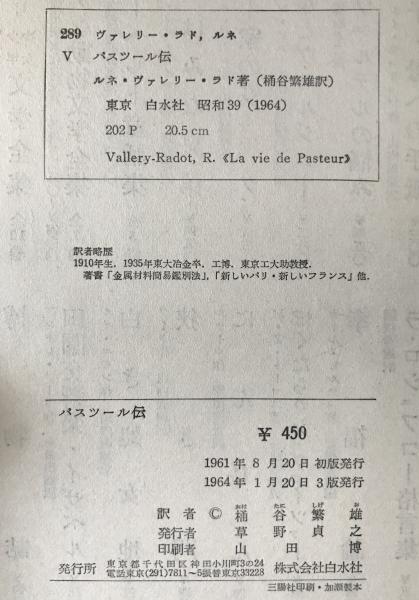 289 ヴァレリー・ラド，ルネ
V パスツール伝
ルネ・ヴァレリー・ラド著（桶谷繁雄訳）
東京 白水社 昭和39（1964）
202P 20.5cm
Vallery-Radot, R. 《La vie de Pasteur》
訳者略歴
1910年生．1935年東大冶金卒．工博．東京工大助教授．
著書「金属材料簡易鑑別法」，「新しいパリ・新しいフランス」他．
パスツール伝
¥ 450
1961年 8月20日 初版発行
1964年 1月20日 3版発行
訳者 © 桶谷繁雄
おけ たに しげ お
発行者 草野貞之
印刷者 山田博
発行所 東京都千代田区神田小川町3の24 株式会社白水社
電話東京(291)7811～5振替東京33228
三陽社印刷・加瀬製本